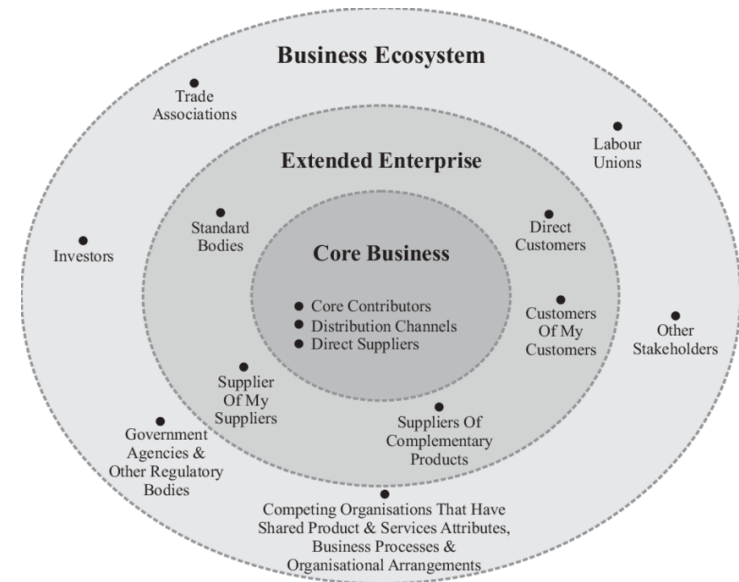 Business Ecosystem
Trade
Associations
Labour
Unions
Extended Enterprise
Standard
Bodies
Direct
Customers
Investors
Core Business
Core Contributors
Distribution Channels
Direct Suppliers
Customers
Of My
Customers
Other
Stakeholders
Supplier
Of My
Suppliers
Suppliers Of
Complementary
Products
Government
Agencies &
Other Regulatory
Bodies
Competing Organisations That Have
Shared Product & Services Attributes,
Business Processes &
Organisational Arrangements